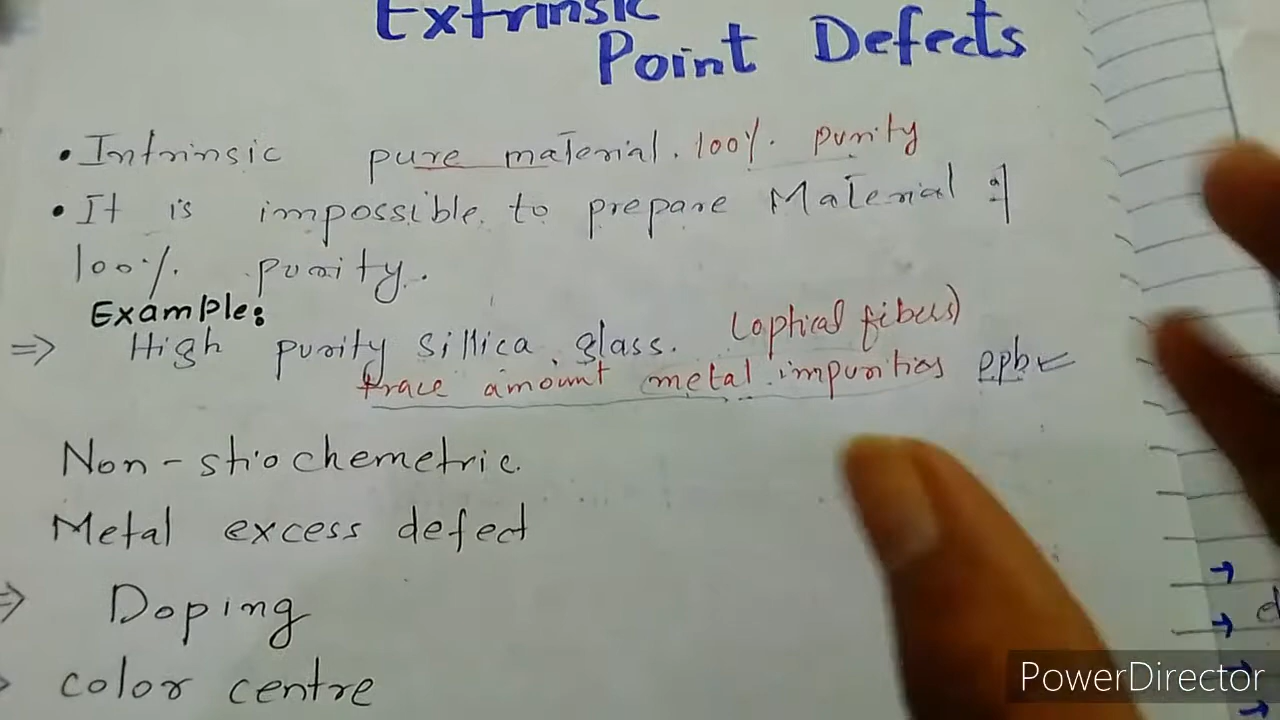 Extrinsic
Point Defects
• Intrinsic pure material. 100%. purity
• It is impossible to prepare Material of
100%. purity.
Example:
⇒ High purity sillica glass. (optical fibers)
trace amount metal impurities ppb
Non-stiochemetric.
Metal excess defect
⇒ Doping
color centre
PowerDirector